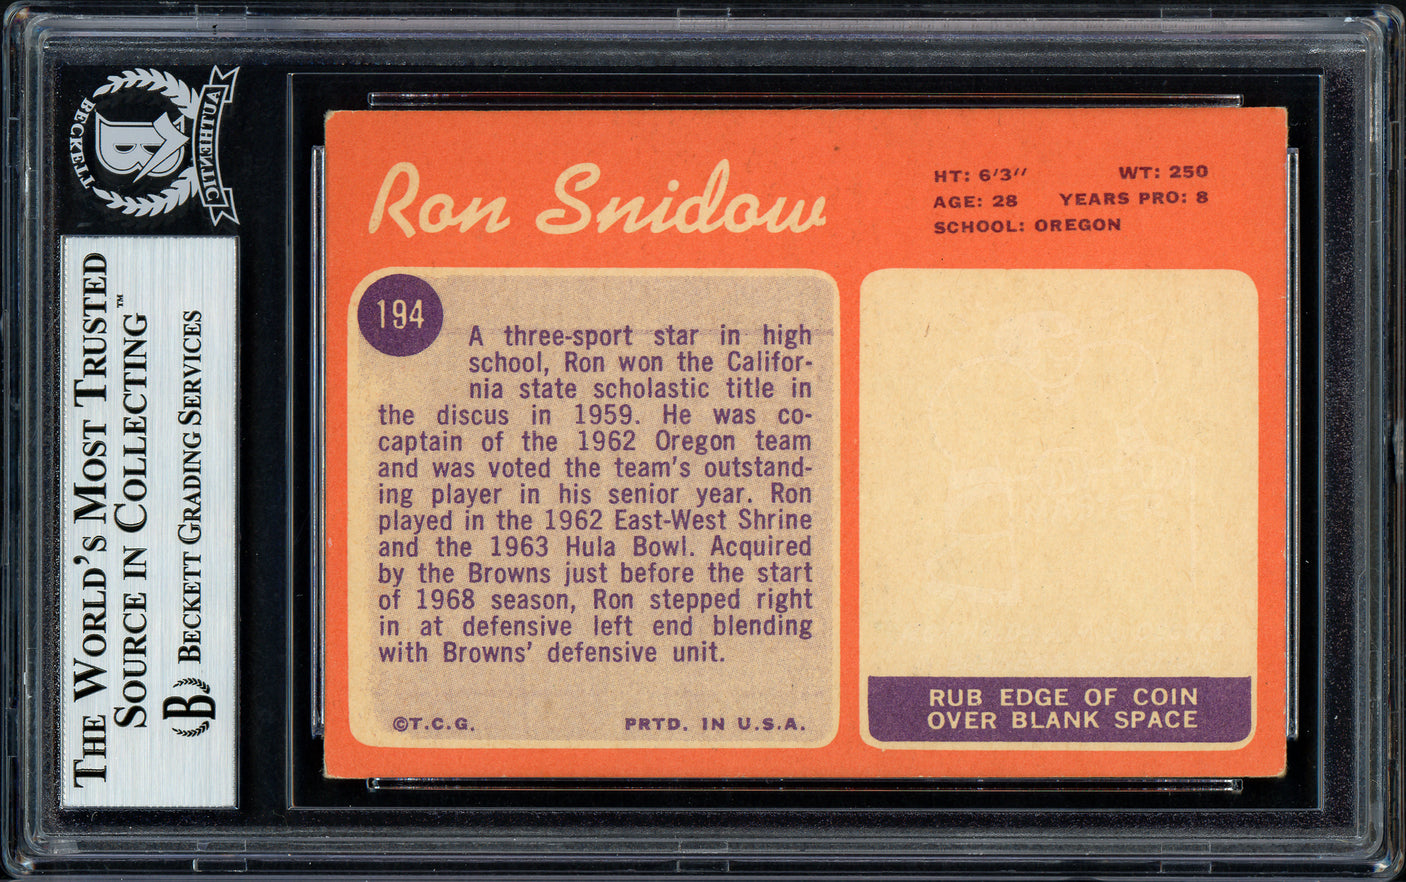 BECKETT
AUTHENTIC
B
THE WORLD'S MOST TRUSTED
SOURCE IN COLLECTING™
B BECKETT GRADING SERVICES
Ron Snidow
HT: 6'3'' WT: 250
AGE: 28 YEARS PRO: 8
SCHOOL: OREGON
194
A three-sport star in high
school, Ron won the Califor-
nia state scholastic title in
the discus in 1959. He was co-
captain of the 1962 Oregon team
and was voted the team's outstand-
ing player in his senior year. Ron
played in the 1962 East-West Shrine
and the 1963 Hula Bowl. Acquired
by the Browns just before the start
of 1968 season, Ron stepped right
in at defensive left end blending
with Browns' defensive unit.
©T.C.G. PRTD. IN U.S.A.
RUB EDGE OF COIN
OVER BLANK SPACE